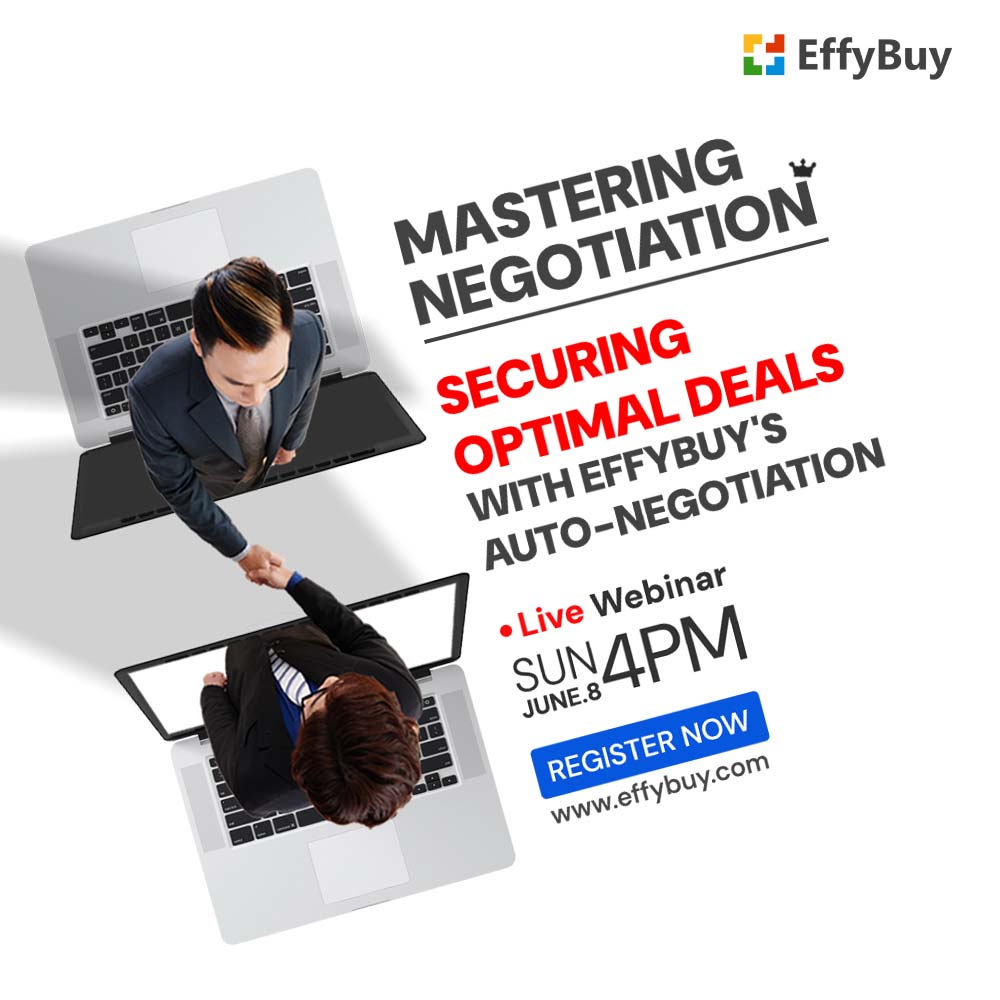 EffyBuy
MASTERING
NEGOTIATION
SECURING
OPTIMAL DEALS
WITH EFFYBUY'S
AUTO-NEGOTIATION
• Live Webinar
SUN 4PM
JUNE.8
REGISTER NOW
www.effybuy.com